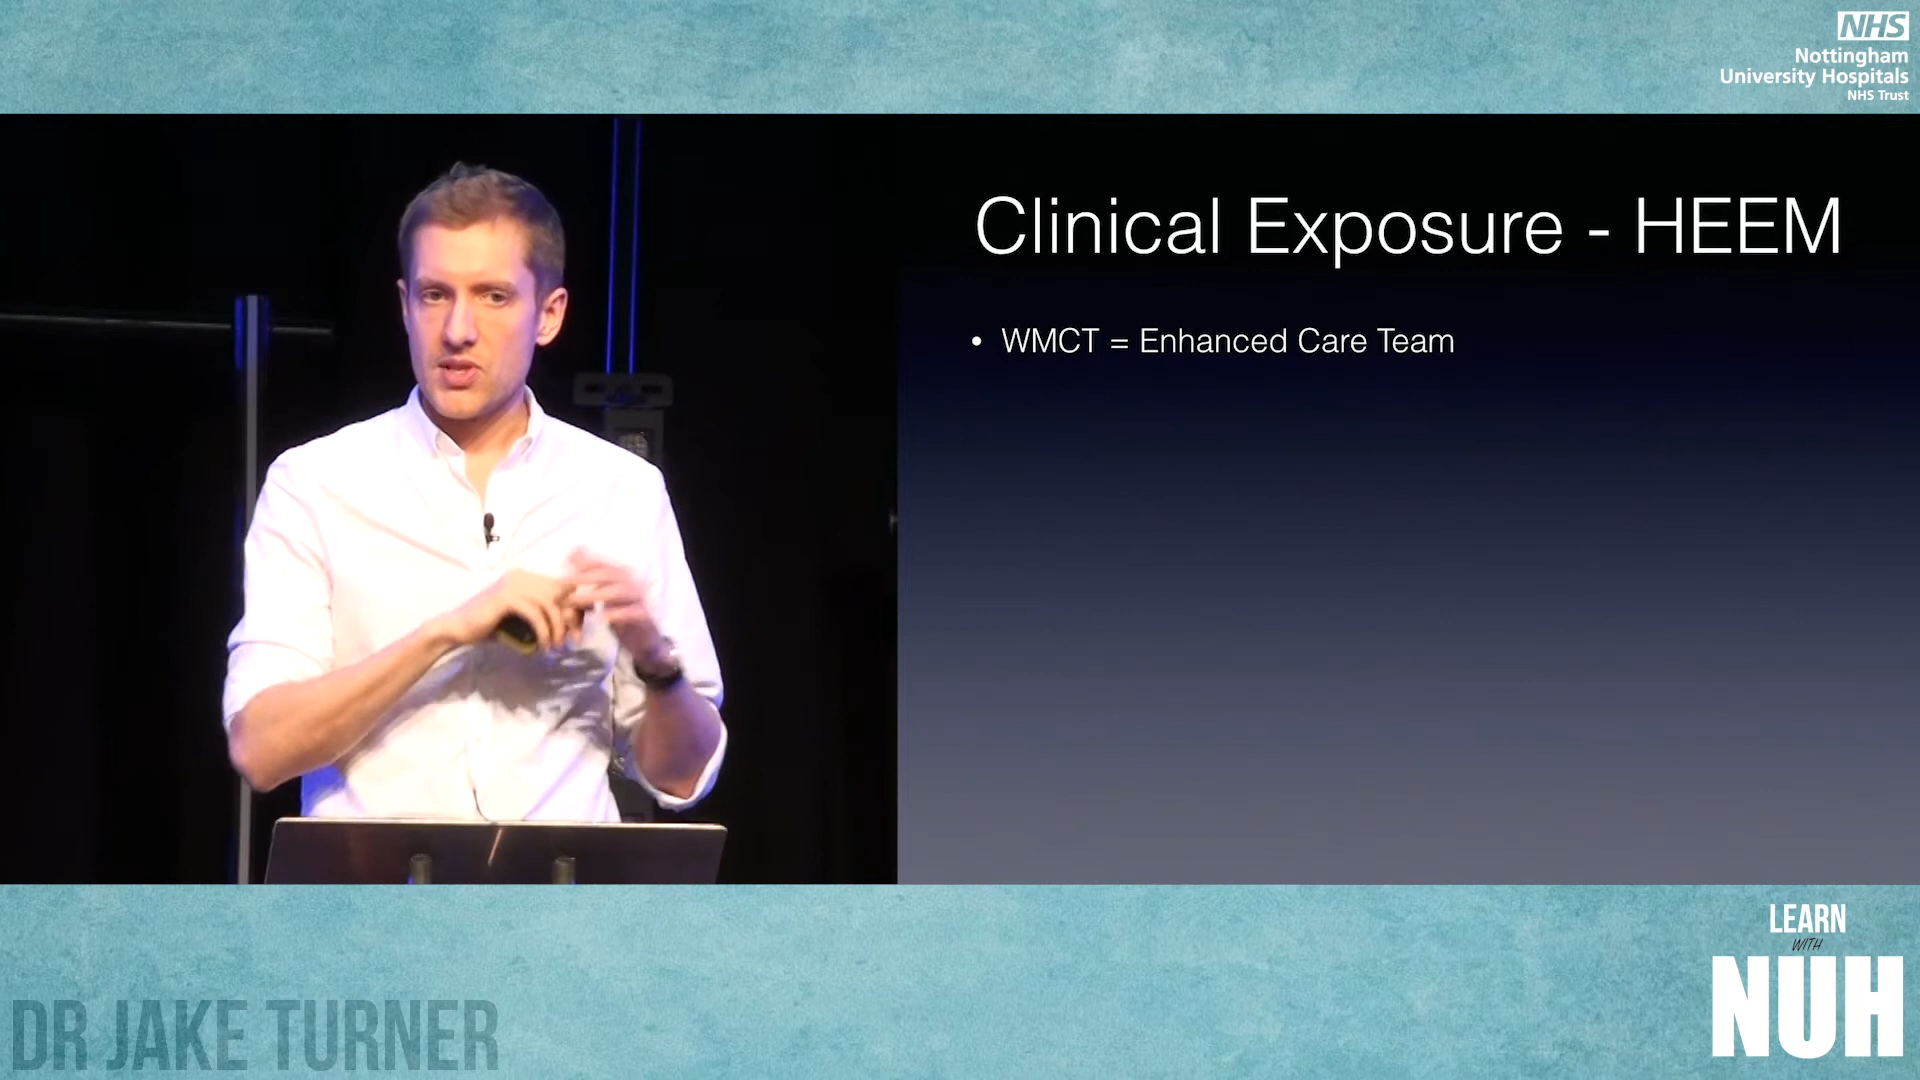 NHS
Nottingham
University Hospitals
NHS Trust
Clinical Exposure - HEEM
• WMCT = Enhanced Care Team
LEARN
WITH
NUH
DR JAKE TURNER